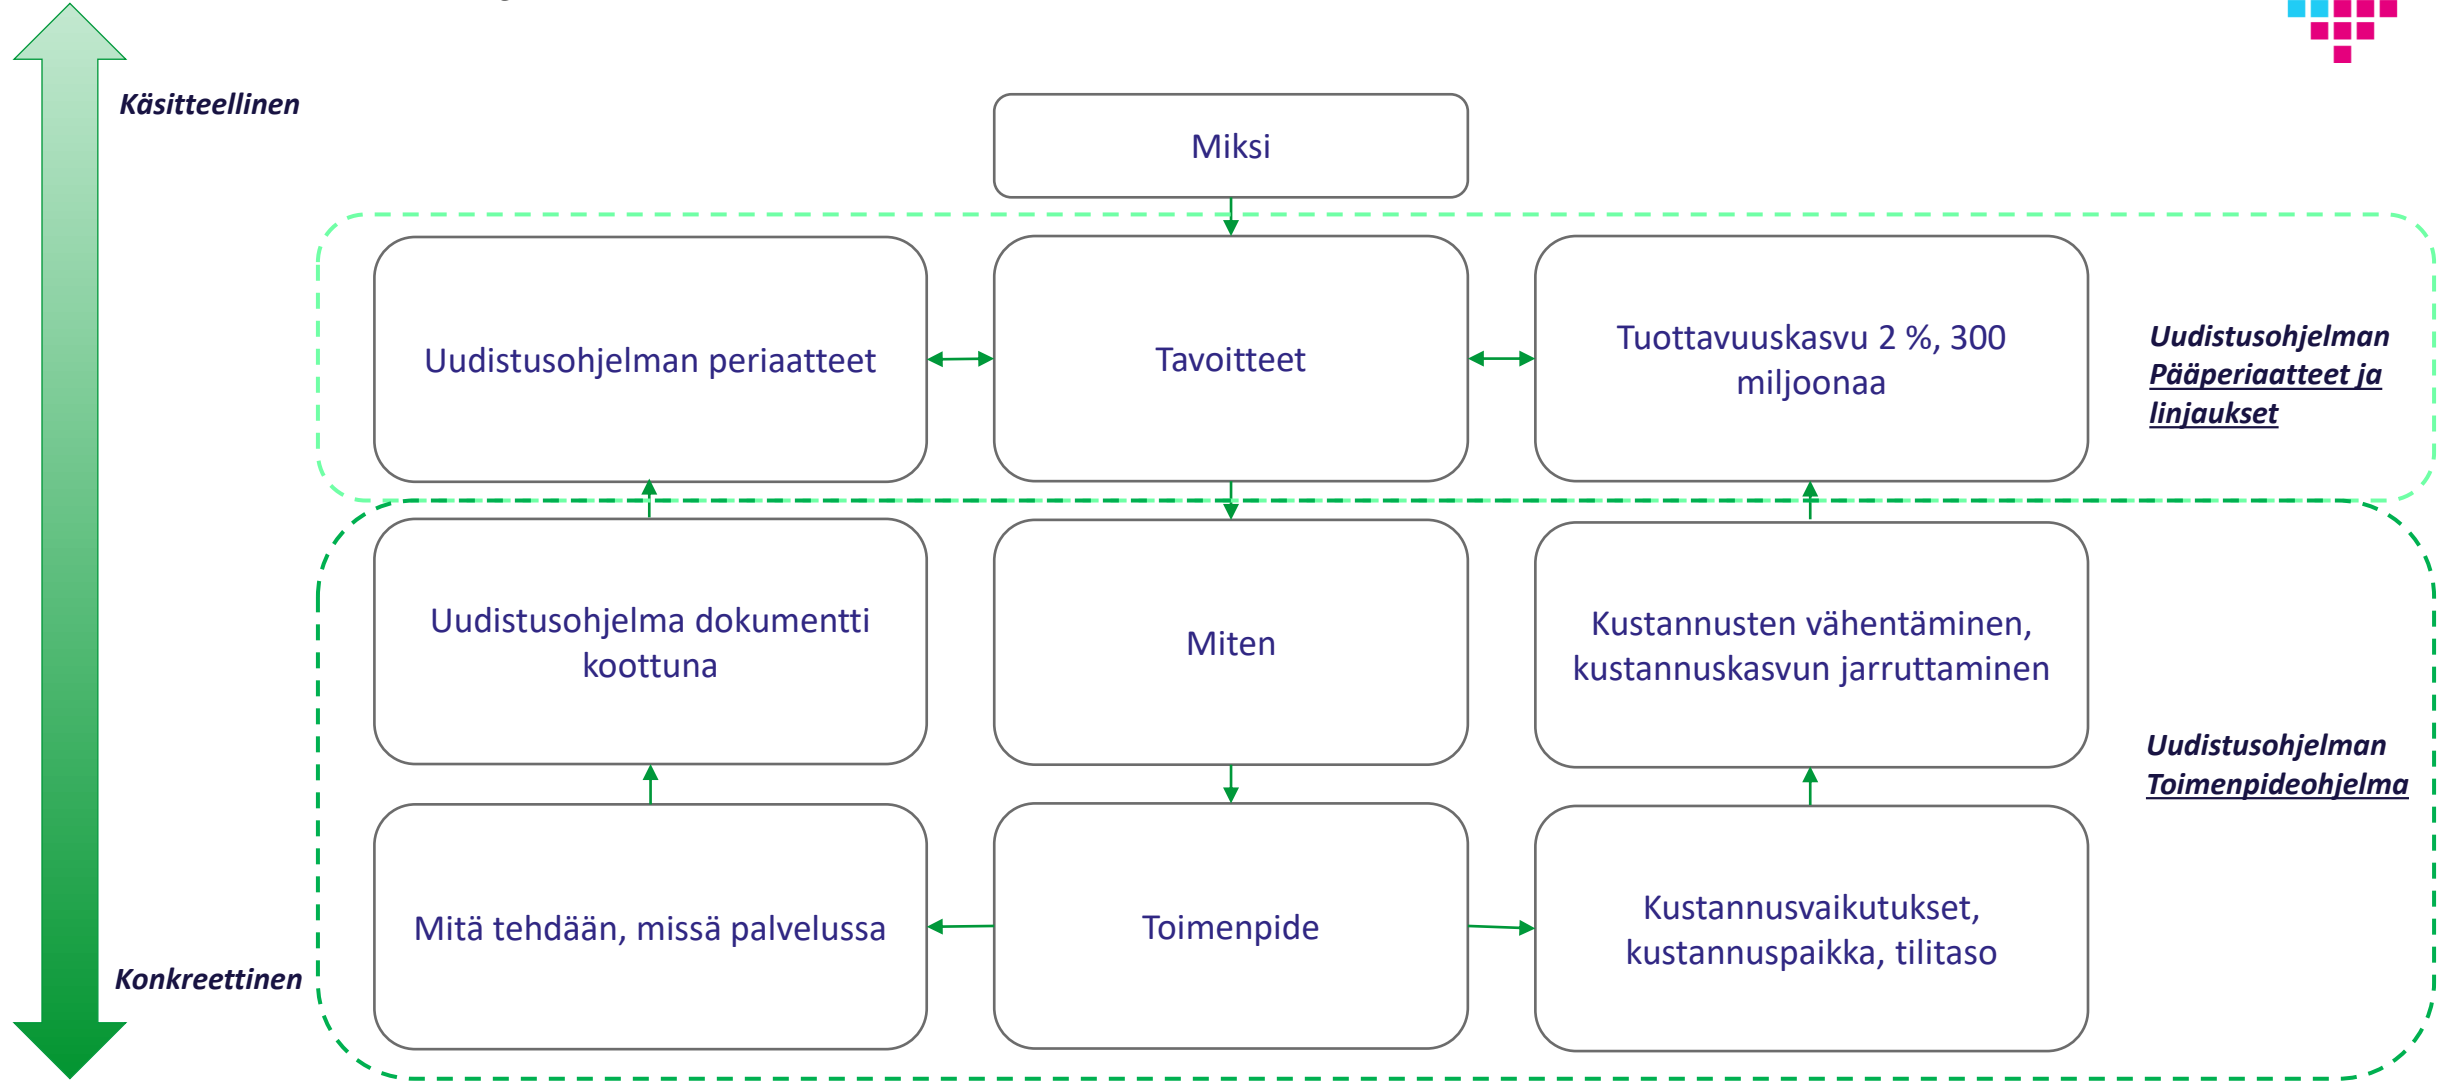 Käsitteellinen
Miksi
Uudistusohjelman periaatteet
Tavoitteet
Tuottavuuskasvu 2 %, 300
miljoonaa
Uudistusohjelman
Pääperiaatteet ja
linjaukset
Uudistusohjelma dokumentti
koottuna
Miten
Kustannusten vähentäminen,
kustannuskasvun jarruttaminen
Uudistusohjelman
Toimenpideohjelma
Mitä tehdään, missä palvelussa
Toimenpide
Kustannusvaikutukset,
kustannuspaikka, tilitaso
Konkreettinen